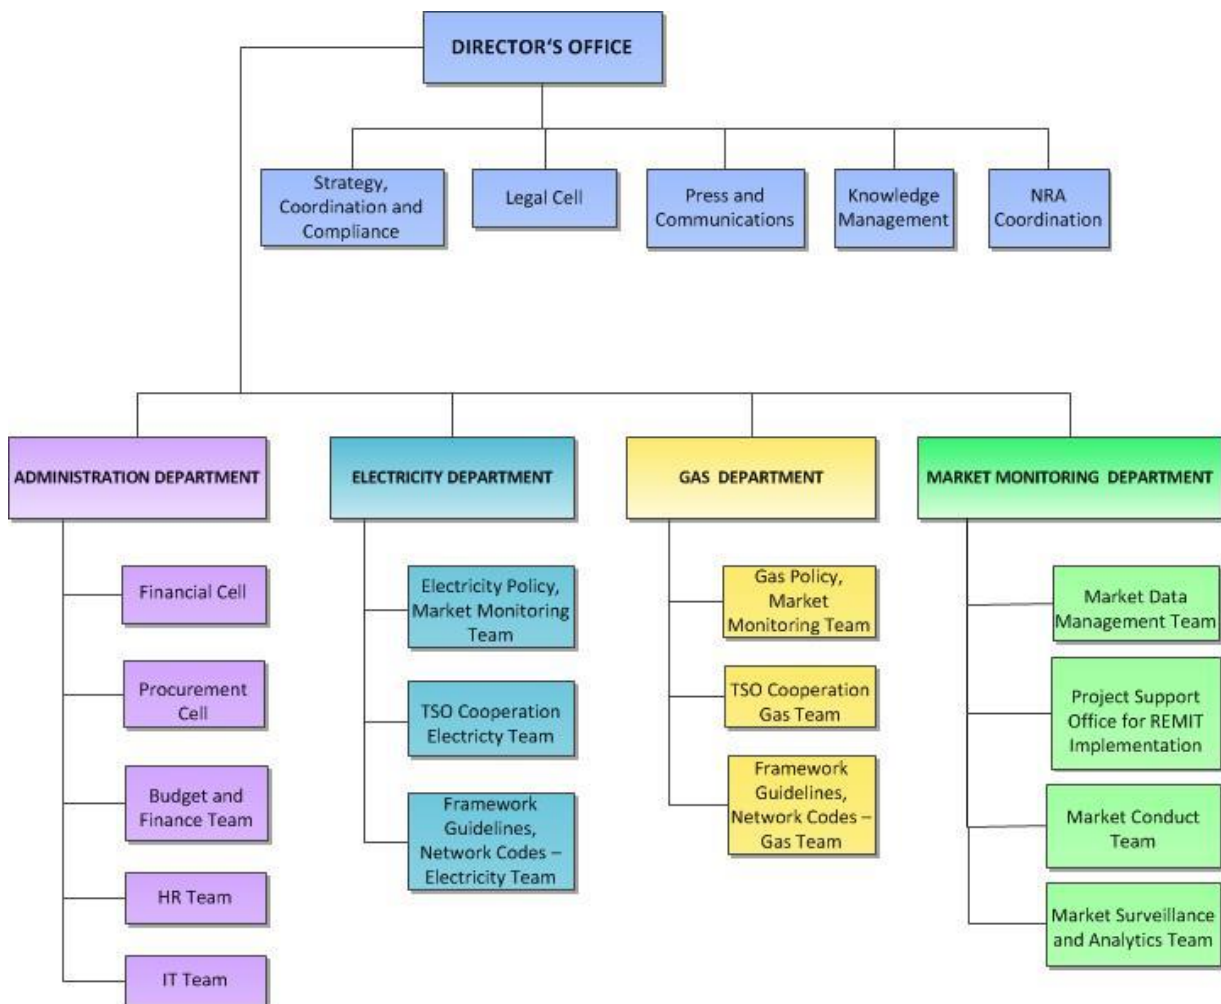 DIRECTOR‘S OFFICE
Strategy,
Coordination and
Compliance
Legal Cell
Press and
Communications
Knowledge
Management
NRA
Coordination
ADMINISTRATION DEPARTMENT
ELECTRICITY DEPARTMENT
GAS DEPARTMENT
MARKET MONITORING DEPARTMENT
Financial Cell
Procurement
Cell
Budget and
Finance Team
HR Team
IT Team
Electricity Policy,
Market Monitoring
Team
TSO Cooperation
Electricty Team
Framework
Guidelines,
Network Codes –
Electricity Team
Gas Policy,
Market
Monitoring Team
TSO Cooperation
Gas Team
Framework
Guidelines,
Network Codes –
Gas Team
Market Data
Management Team
Project Support
Office for REMIT
Implementation
Market Conduct
Team
Market Surveillance
and Analytics Team